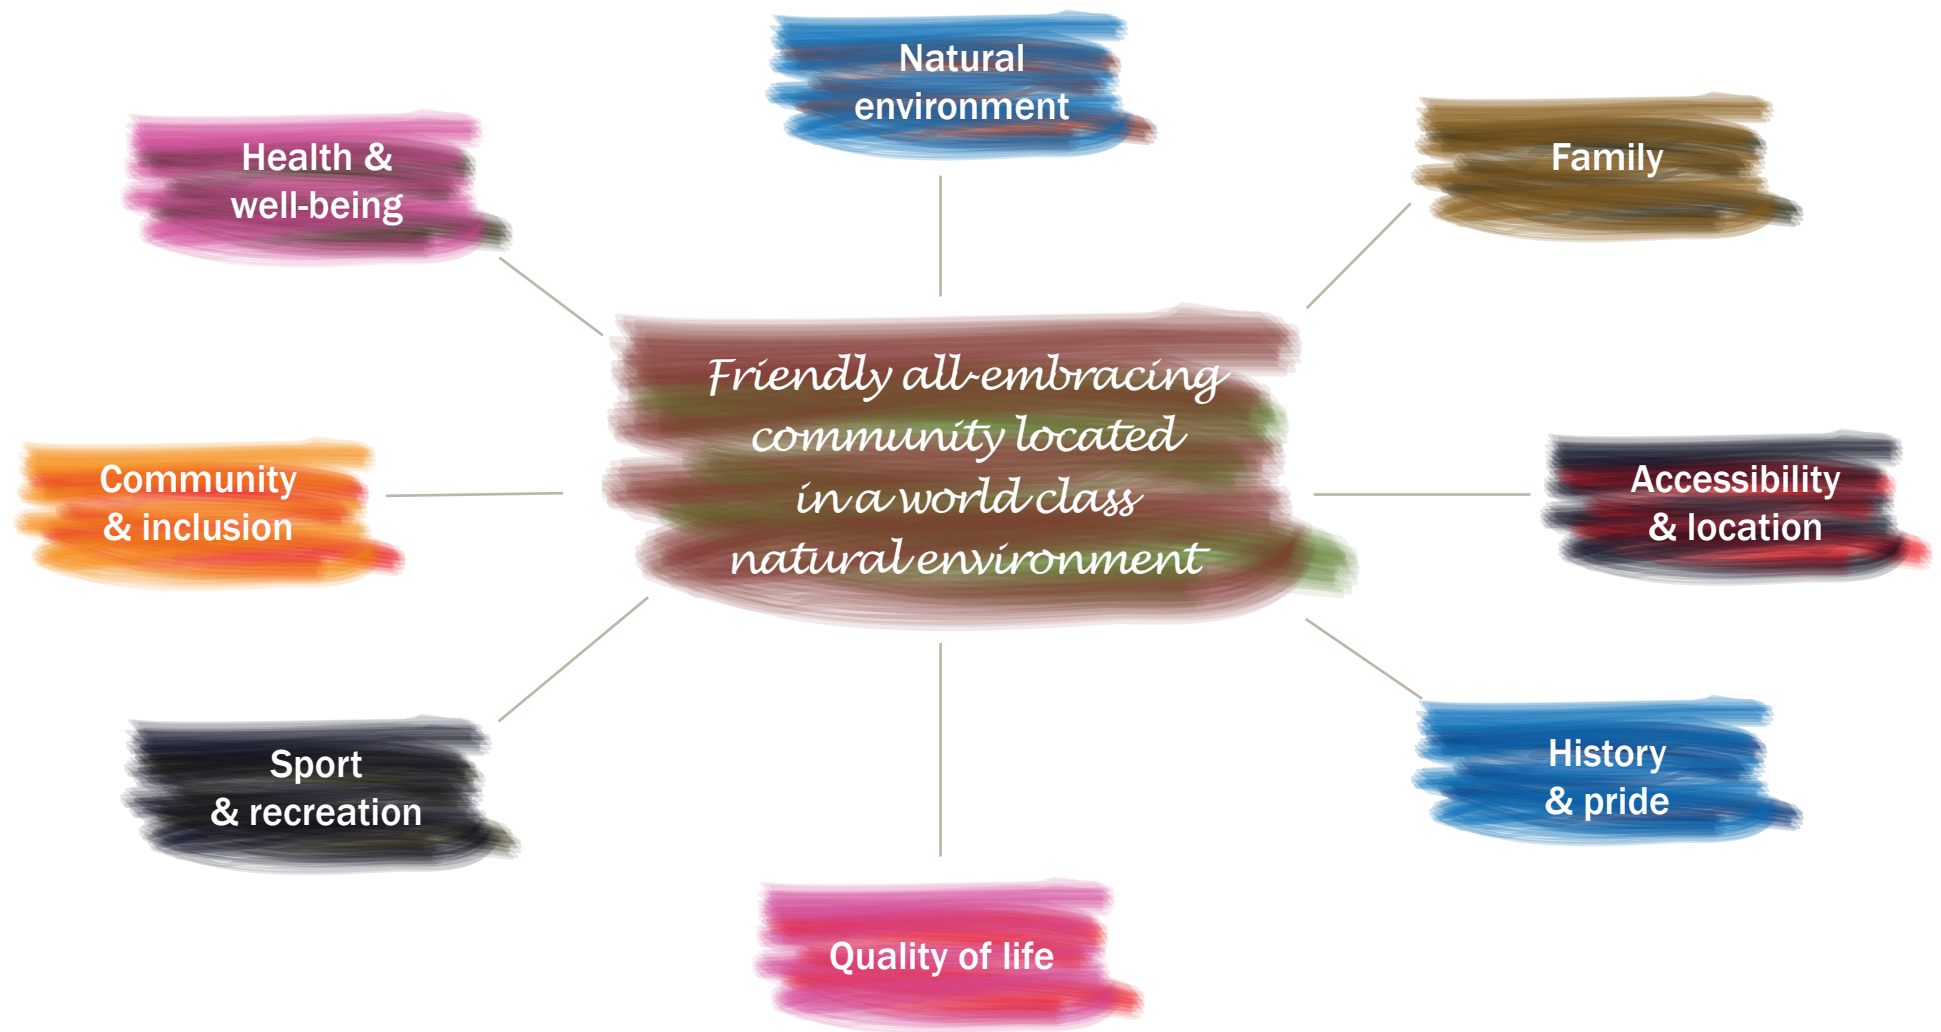 Natural
environment
Health &
well-being
Family
Friendly all-embracing
community located
in a world class
natural environment
Community
& inclusion
Accessibility
& location
Sport
& recreation
History
& pride
Quality of life